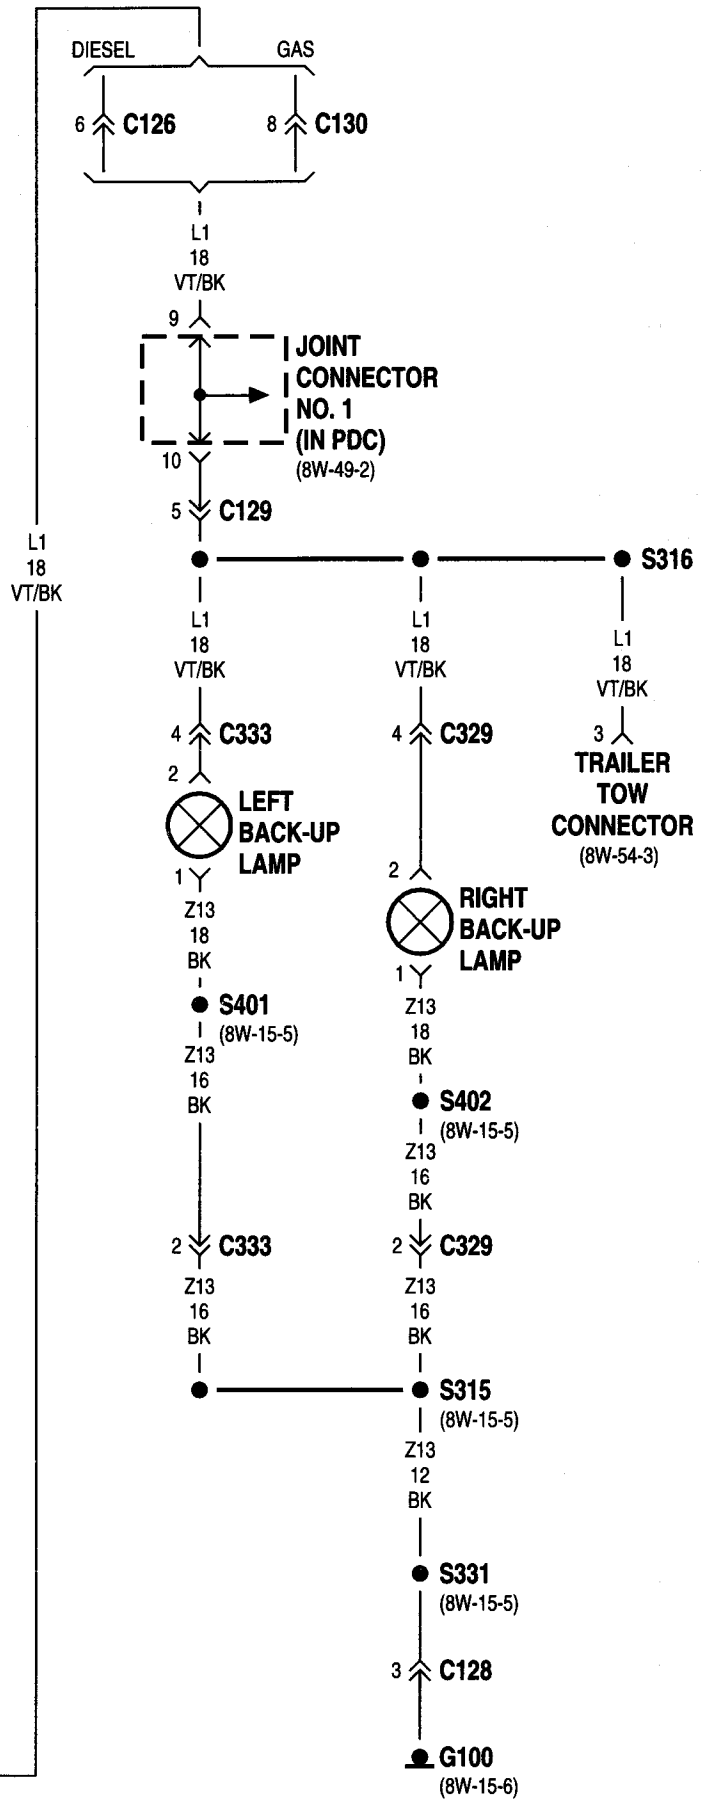 DIESEL GAS
6 C126 8 C130
L1
18
VT/BK
9
JOINT
CONNECTOR
NO. 1
(IN PDC)
(8W-49-2)
10
5 C129
L1
18
VT/BK
S316
L1
18
VT/BK
L1
18
VT/BK
L1
18
VT/BK
4 C333
4 C329
3
TRAILER
TOW
CONNECTOR
(8W-54-3)
2
LEFT
BACK-UP
LAMP
1
2
RIGHT
BACK-UP
LAMP
1
Z13
18
BK
S401
(8W-15-5)
Z13
16
BK
Z13
18
BK
S402
(8W-15-5)
Z13
16
BK
2 C333
2 C329
Z13
16
BK
Z13
16
BK
S315
(8W-15-5)
Z13
12
BK
S331
(8W-15-5)
3 C128
G100
(8W-15-6)